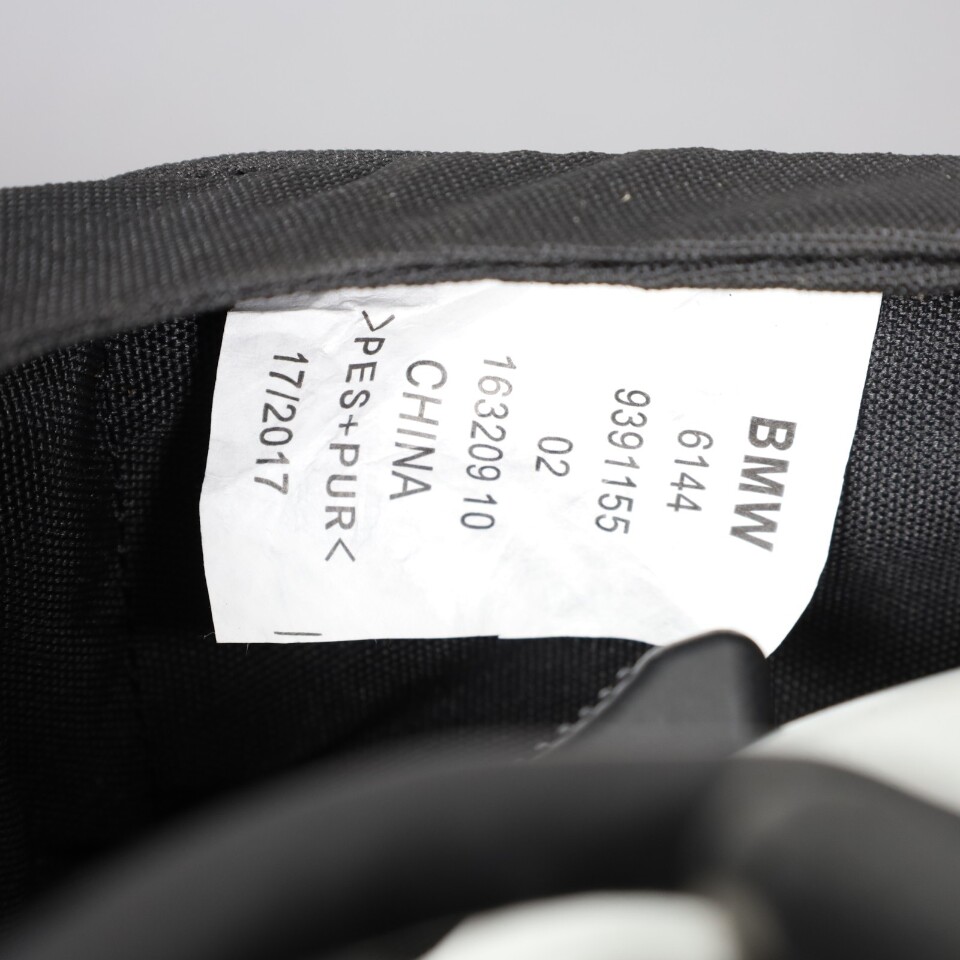 BMW
6144
9391155
02
163209 10
CHINA
>PES+PUR<
17/2017